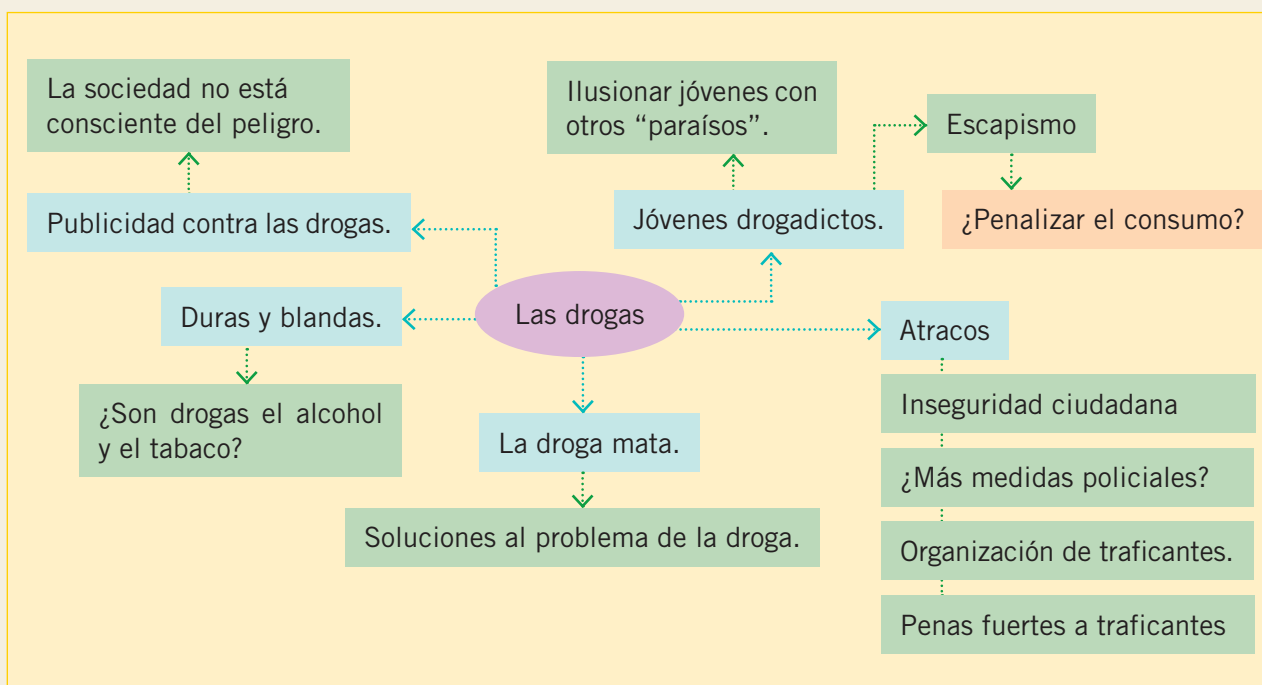 La sociedad no está
consciente del peligro.
Ilusionar jóvenes con
otros “paraísos”.
Escapismo
Publicidad contra las drogas.
Jóvenes drogadictos.
¿Penalizar el consumo?
Duras y blandas.
Las drogas
Atracos
¿Son drogas el alcohol
y el tabaco?
Inseguridad ciudadana
La droga mata.
¿Más medidas policiales?
Soluciones al problema de la droga.
Organización de traficantes.
Penas fuertes a traficantes